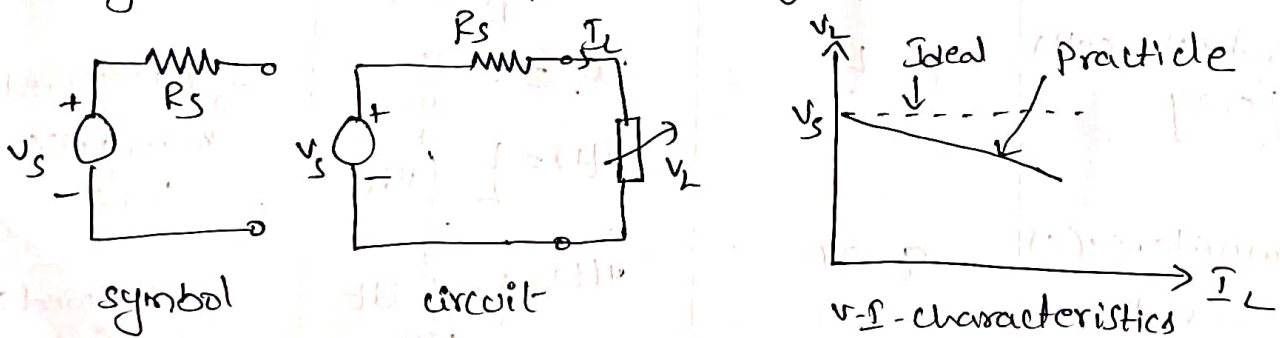 Rs
+
Vs
-
symbol
Rs
IL
+
Vs
-
VL
circuit
VL
Ideal
Practicle
Vs
IL
V-I-characteristics